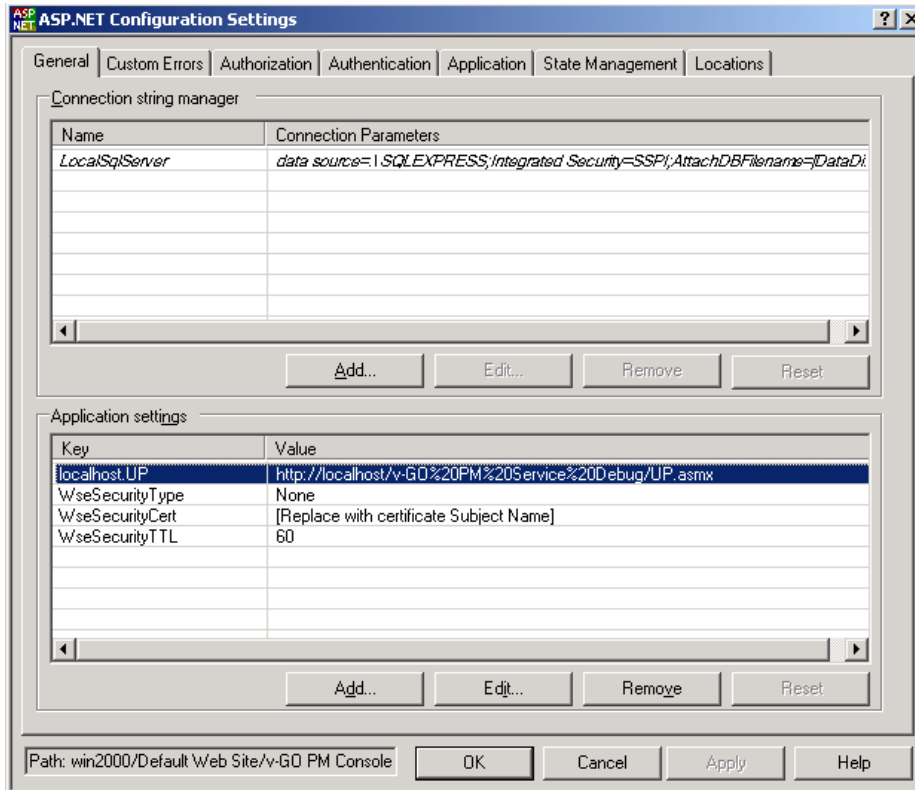 ASP.NET Configuration Settings
General Custom Errors Authorization Authentication Application State Management Locations
Connection string manager
Name Connection Parameters
LocalSqlServer data source=.\SQLEXPRESS;Integrated Security=SSPI;AttachDBFilename=|DataDi
Add... Edit... Remove Reset
Application settings
Key Value
localhost.UP http://localhost/v-GO%20PM%20Service%20Debug/UP.asmx
WseSecurityType None
WseSecurityCert [Replace with certificate Subject Name]
WseSecurityTTL 60
Add... Edit... Remove Reset
Path: win2000/Default Web Site/v-GO PM Console OK Cancel Apply Help